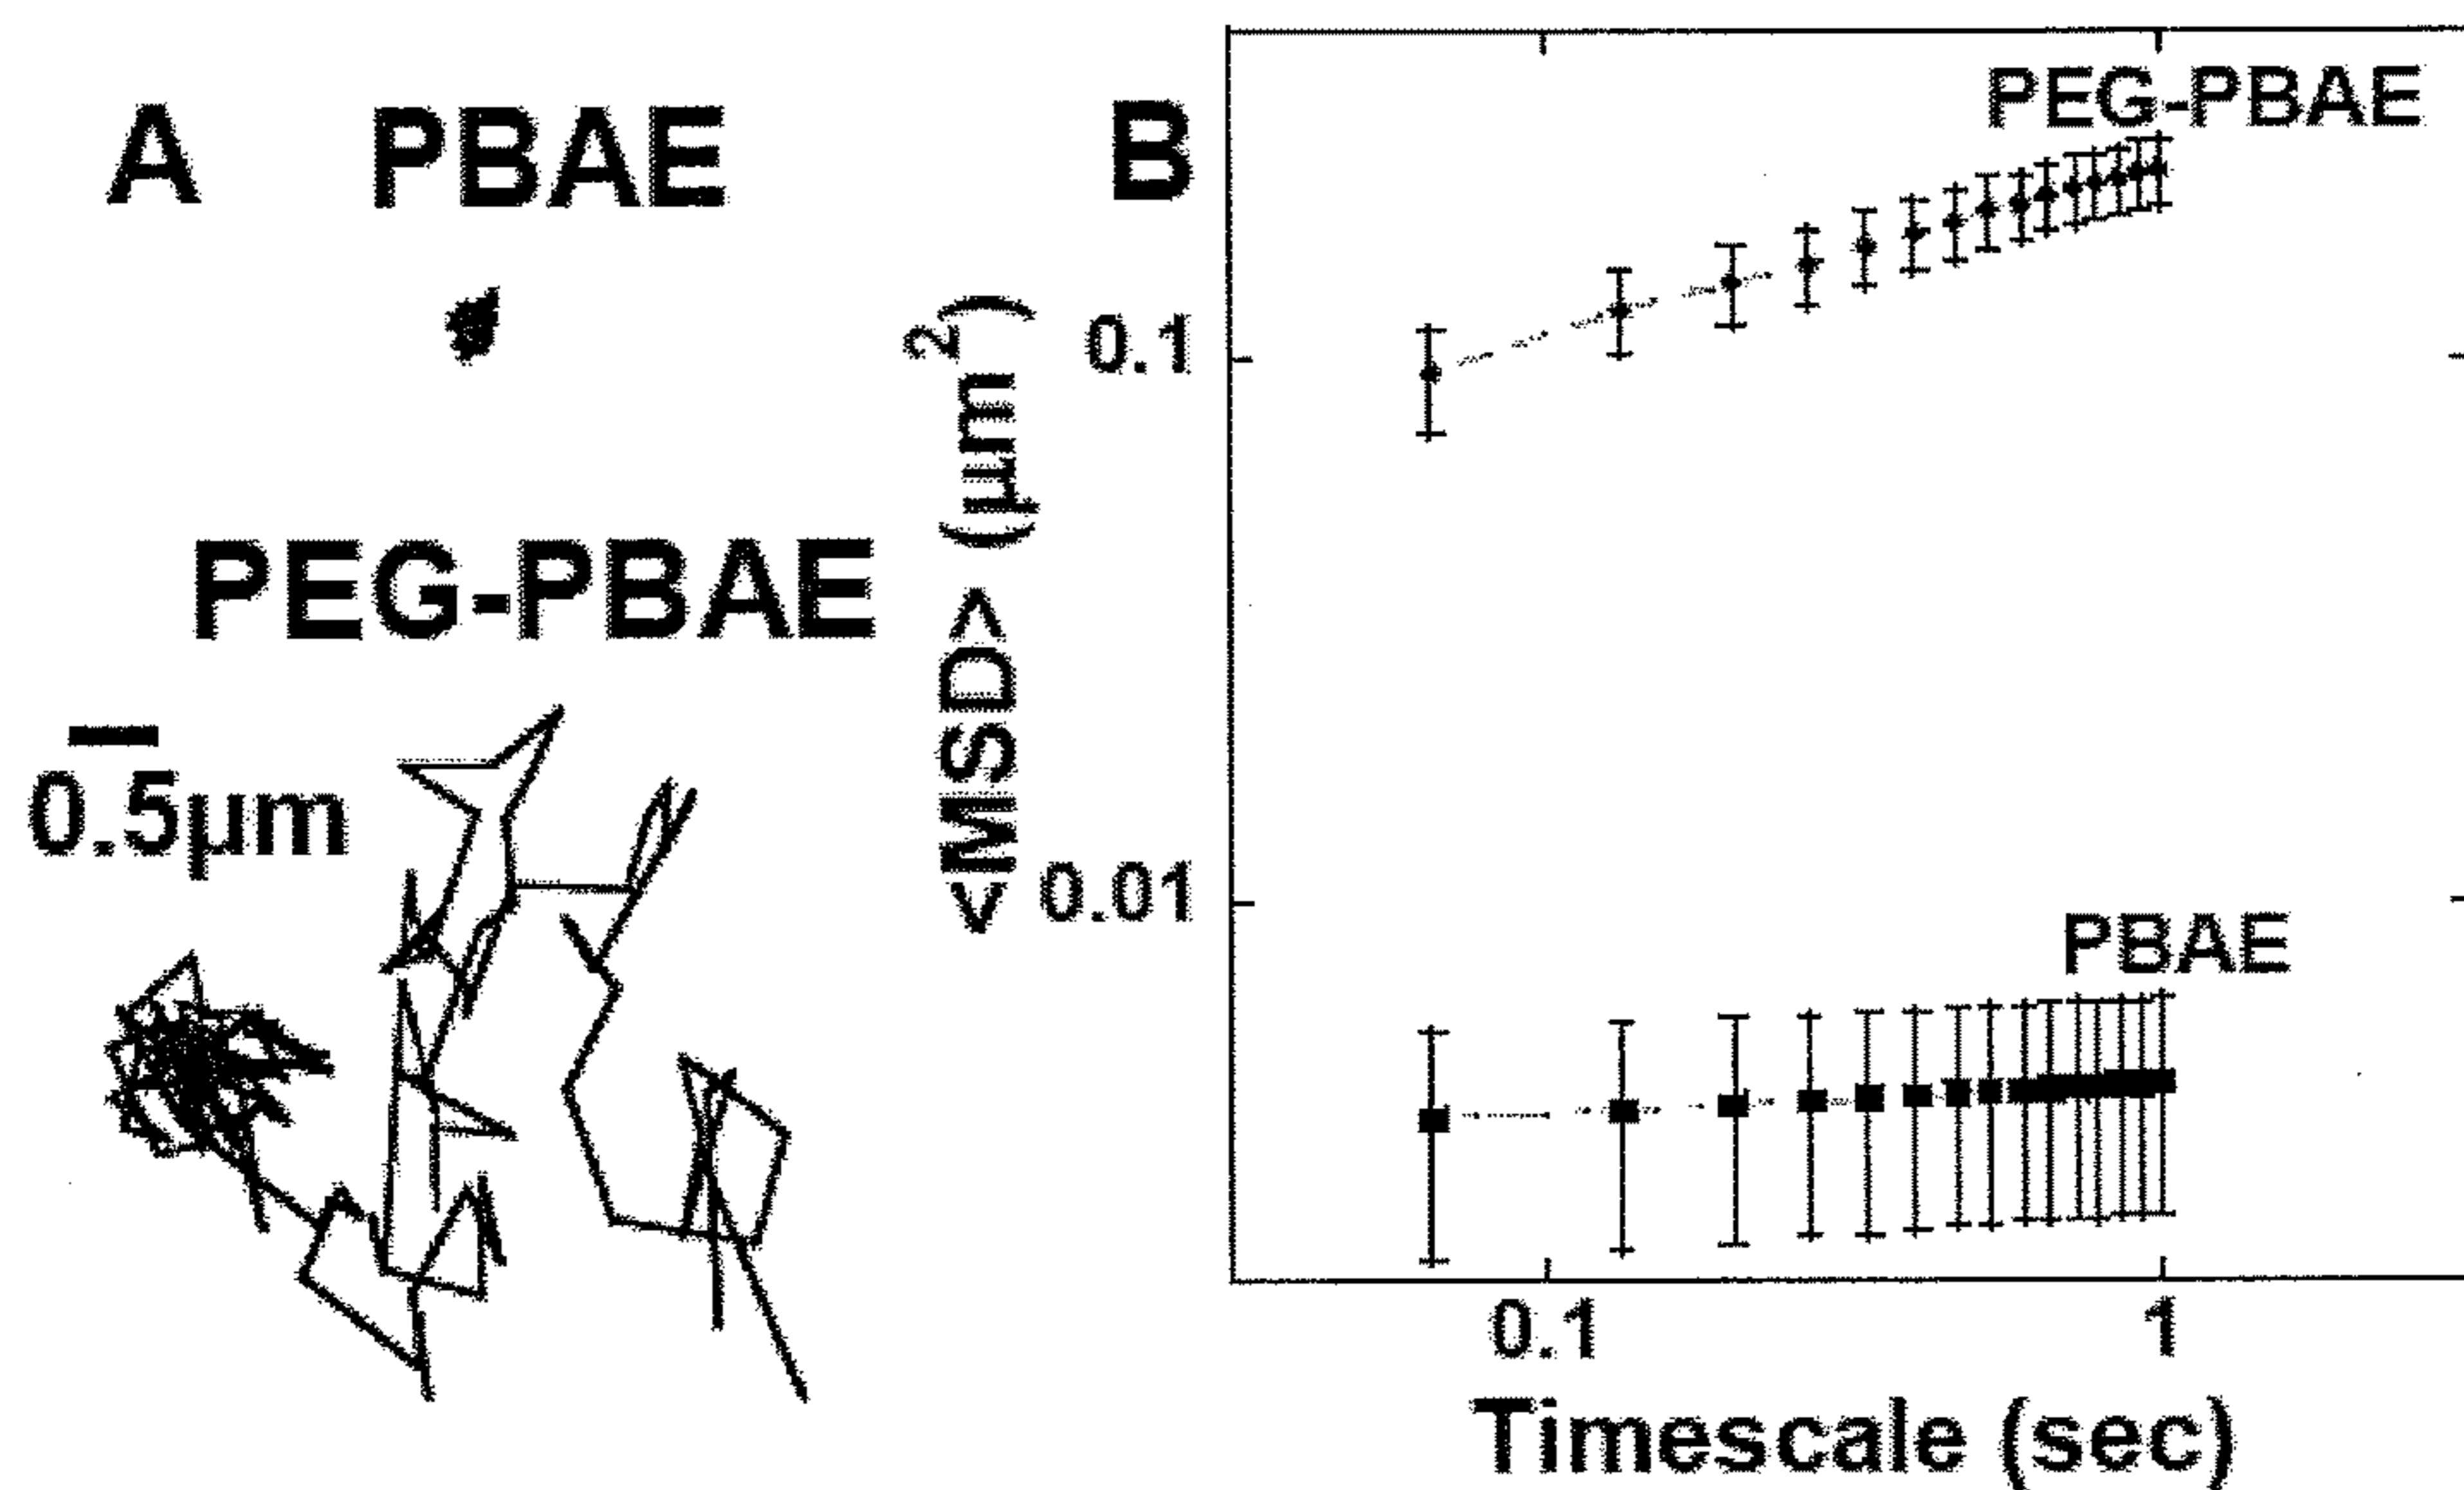 A PBAE
PEG-PBAE
0.5μm
B
<MSD> (μm²)
0.1
0.01
PEG-PBAE
PBAE
0.1 1
Timescale (sec)